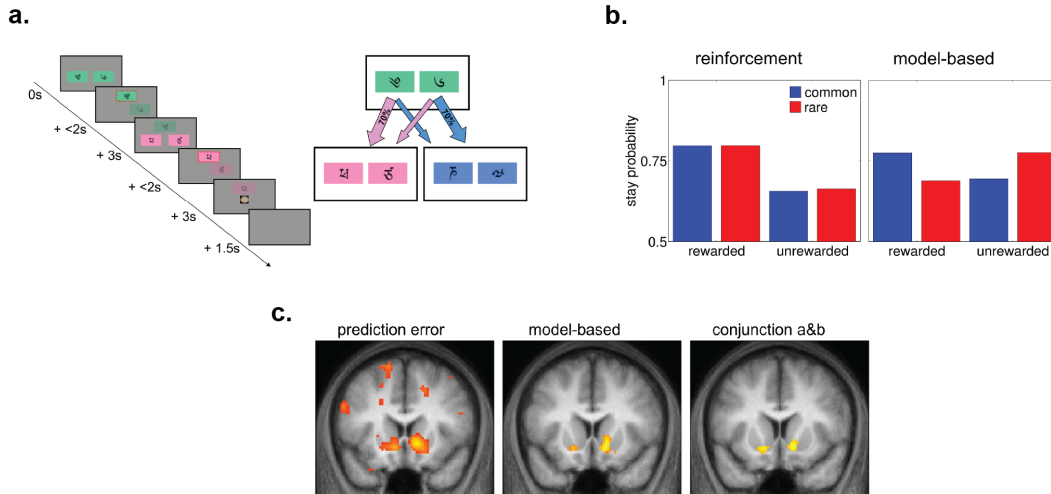 a.
0s
+ <2s
+ 3s
+ <2s
+ 3s
+ 1.5s
70%
70%
b.
reinforcement
model-based
stay probability
1
0.75
0.5
common
rare
rewarded
unrewarded
rewarded
unrewarded
c.
prediction error
model-based
conjunction a&b